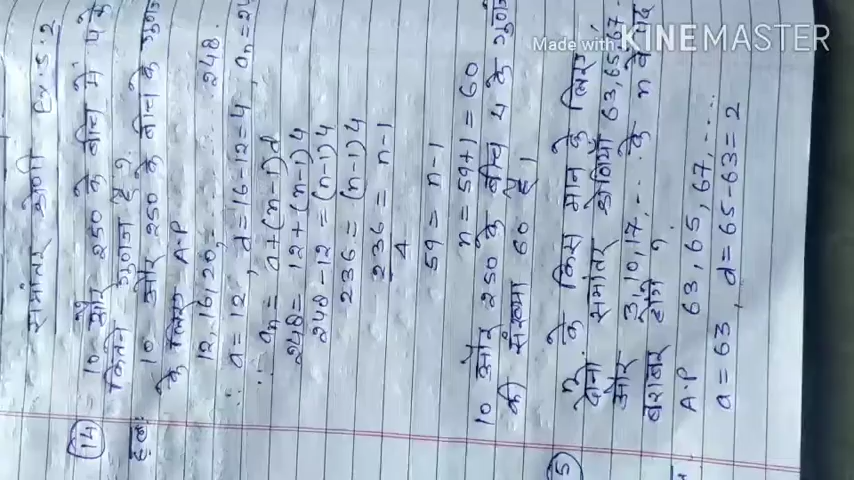 समांतर श्रेणी Ex.5.2
(14) 10 और 250 के बीच में 4 के
कितने गुणज हैं ?
हल: 10 और 250 के बीच के गुणज
के लिए A.P
12, 16, 20, ........ 248.
∴ a = 12 , d = 16-12=4 , an = 24
∴ an = a+(n-1)d
248 = 12+(n-1)4
248-12 = (n-1)4
236 = (n-1)4
236/4 = n-1
59 = n-1
n = 59+1 = 60
10 और 250 के बीच 4 के गुणज
की संख्या 60 है।
5 n के किस मान के लिए
दोनों समांतर श्रेढियों 63,65,67
और 3,10,17,... के n वें पद
बराबर होंगे ?
A.P 63, 65, 67, ....
a = 63 , d = 65-63 = 2
Made with KINEMASTER